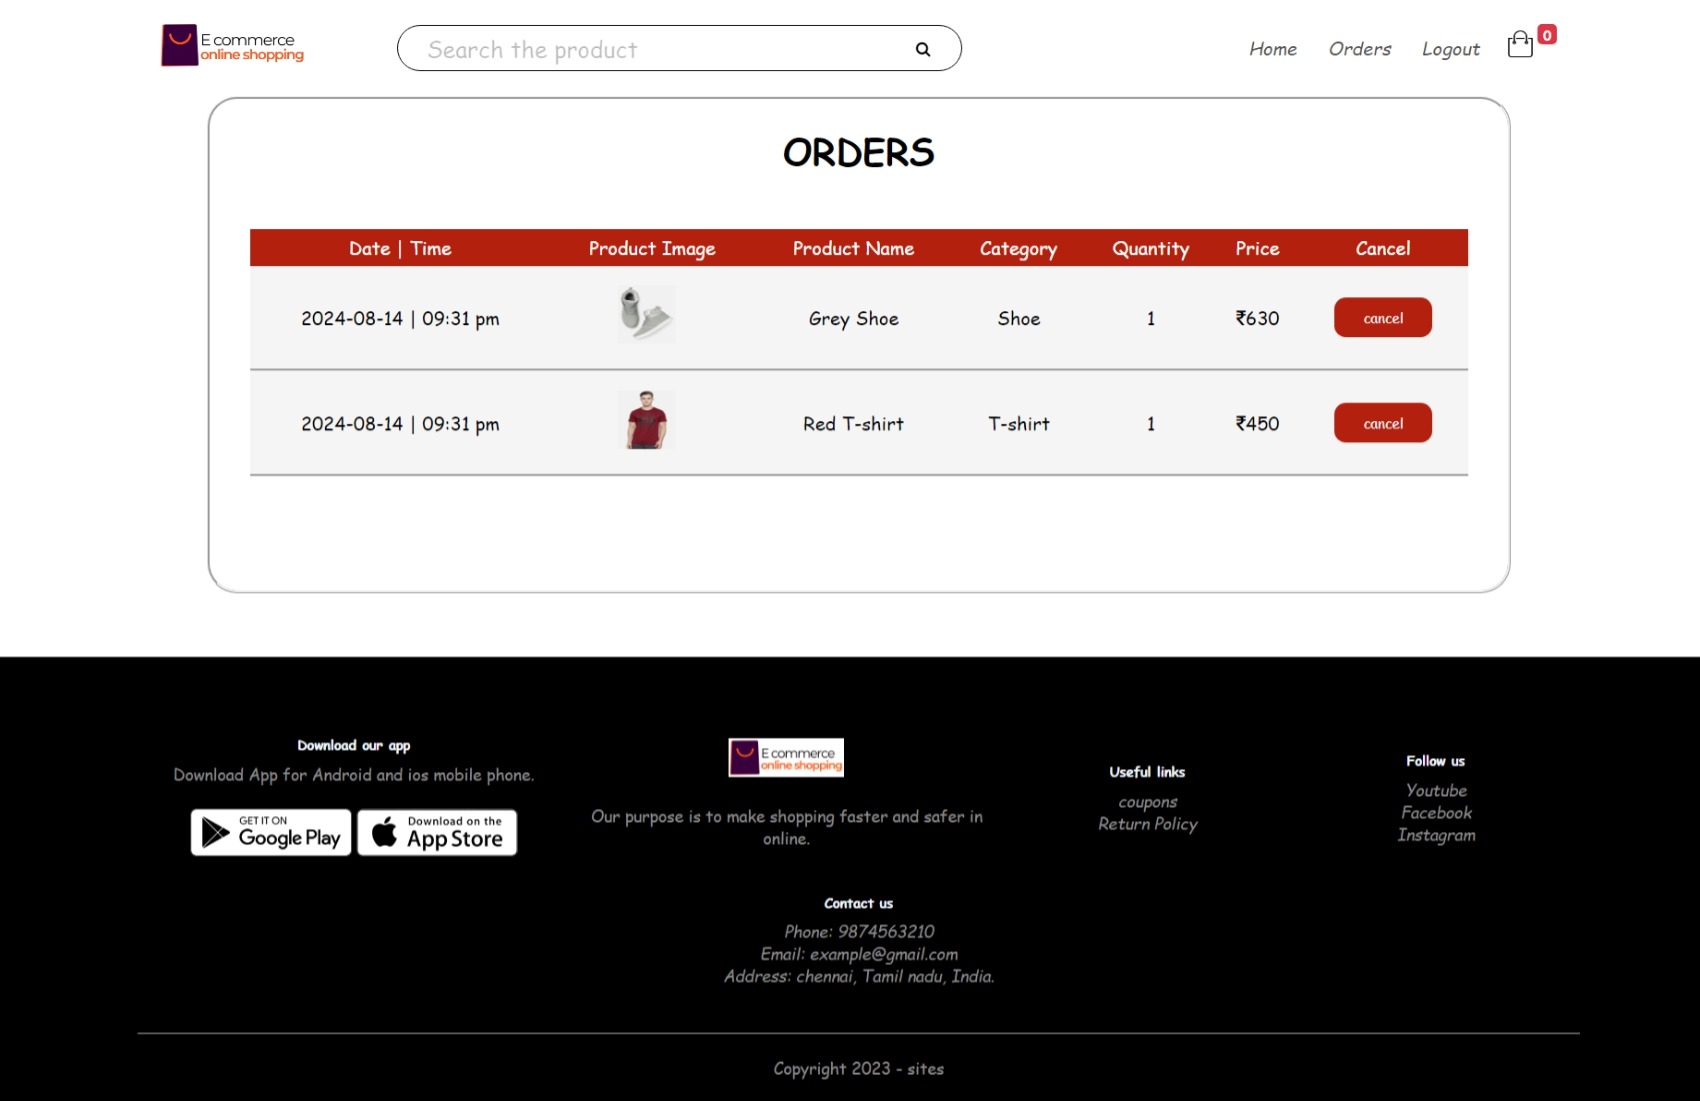 E commerce
online shopping
Search the product
Home Orders Logout 0
ORDERS
Date | Time Product Image Product Name Category Quantity Price Cancel
2024-08-14 | 09:31 pm Grey Shoe Shoe 1 ₹630 cancel
2024-08-14 | 09:31 pm Red T-shirt T-shirt 1 ₹450 cancel
Download our app
Download App for Android and ios mobile phone.
GET IT ON
Google Play
Download on the
App Store
E commerce
online shopping
Our purpose is to make shopping faster and safer in
online.
Useful links
coupons
Return Policy
Follow us
Youtube
Facebook
Instagram
Contact us
Phone: 9874563210
Email: example@gmail.com
Address: chennai, Tamil nadu, India.
Copyright 2023 - sites